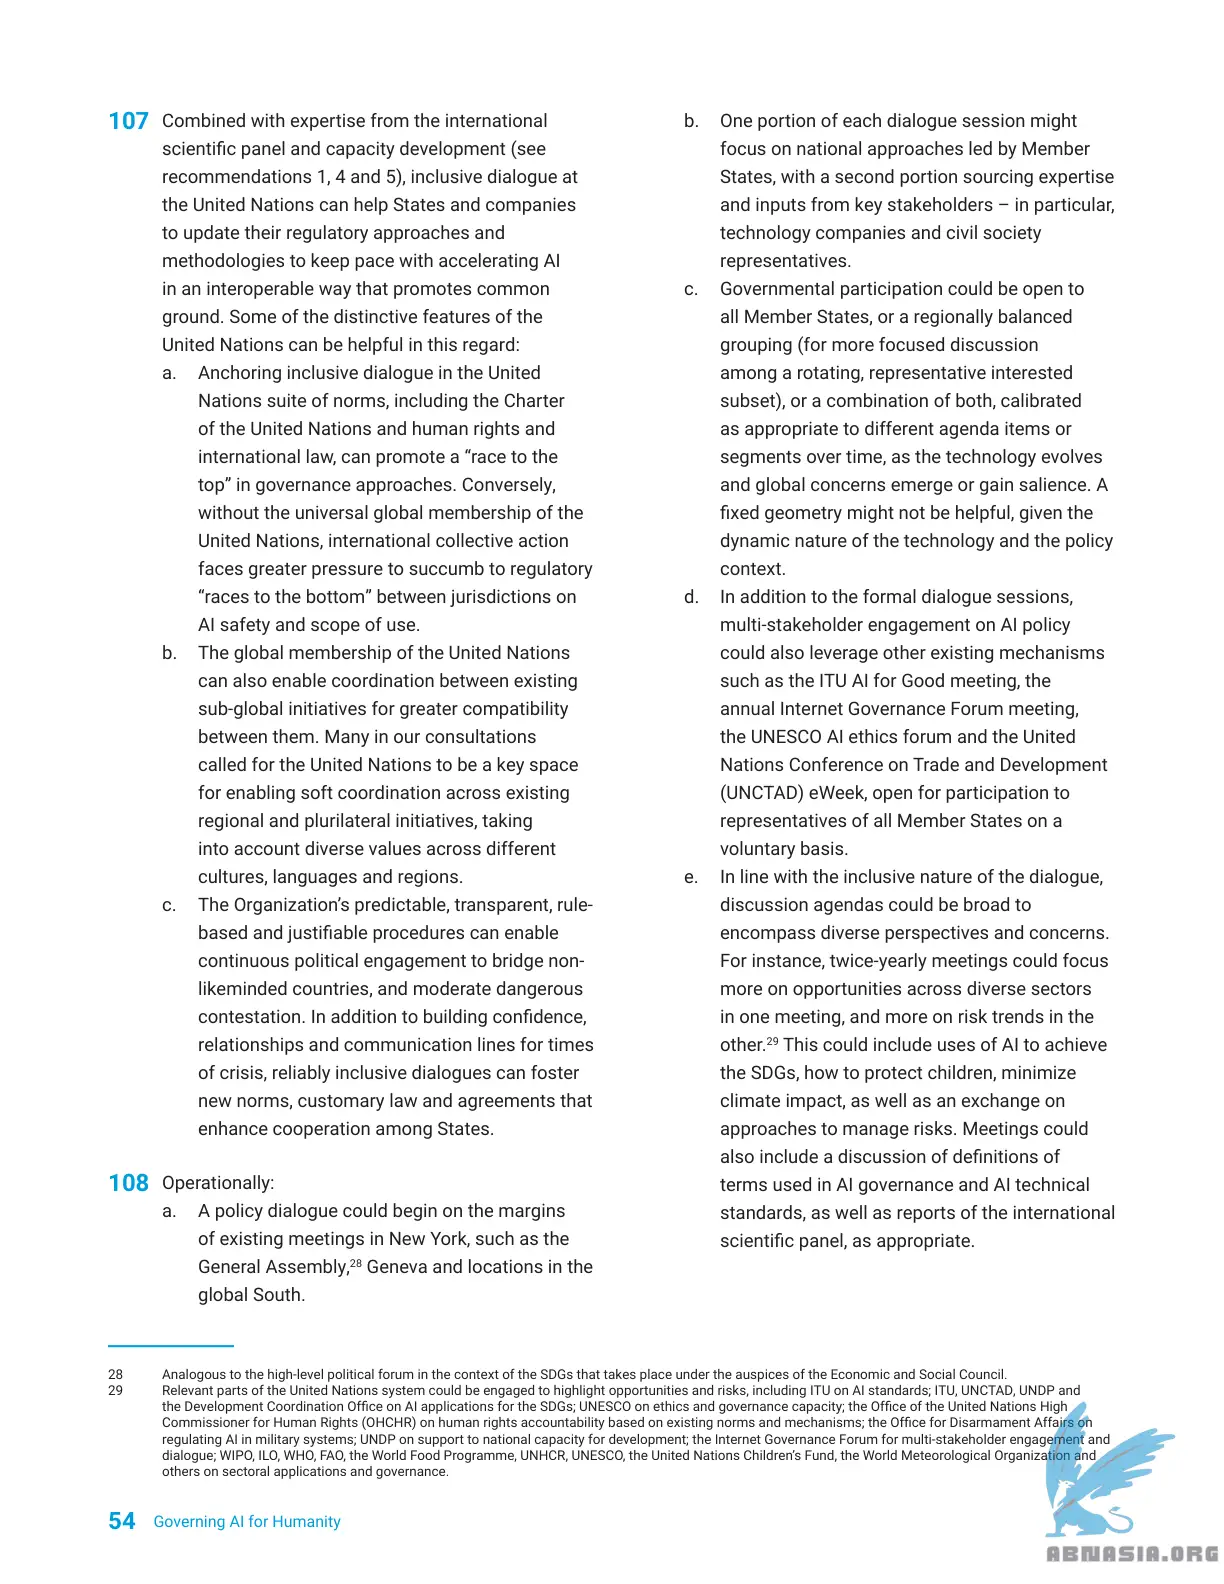 107 Combined with expertise from the international
scientific panel and capacity development (see
recommendations 1, 4 and 5), inclusive dialogue at
the United Nations can help States and companies
to update their regulatory approaches and
methodologies to keep pace with accelerating AI
in an interoperable way that promotes common
ground. Some of the distinctive features of the
United Nations can be helpful in this regard:
a. Anchoring inclusive dialogue in the United
Nations suite of norms, including the Charter
of the United Nations and human rights and
international law, can promote a “race to the
top” in governance approaches. Conversely,
without the universal global membership of the
United Nations, international collective action
faces greater pressure to succumb to regulatory
“races to the bottom” between jurisdictions on
AI safety and scope of use.
b. The global membership of the United Nations
can also enable coordination between existing
sub-global initiatives for greater compatibility
between them. Many in our consultations
called for the United Nations to be a key space
for enabling soft coordination across existing
regional and plurilateral initiatives, taking
into account diverse values across different
cultures, languages and regions.
c. The Organization’s predictable, transparent, rule-
based and justifiable procedures can enable
continuous political engagement to bridge non-
likeminded countries, and moderate dangerous
contestation. In addition to building confidence,
relationships and communication lines for times
of crisis, reliably inclusive dialogues can foster
new norms, customary law and agreements that
enhance cooperation among States.
108 Operationally:
a. A policy dialogue could begin on the margins
of existing meetings in New York, such as the
General Assembly,28 Geneva and locations in the
global South.
b. One portion of each dialogue session might
focus on national approaches led by Member
States, with a second portion sourcing expertise
and inputs from key stakeholders – in particular,
technology companies and civil society
representatives.
c. Governmental participation could be open to
all Member States, or a regionally balanced
grouping (for more focused discussion
among a rotating, representative interested
subset), or a combination of both, calibrated
as appropriate to different agenda items or
segments over time, as the technology evolves
and global concerns emerge or gain salience. A
fixed geometry might not be helpful, given the
dynamic nature of the technology and the policy
context.
d. In addition to the formal dialogue sessions,
multi-stakeholder engagement on AI policy
could also leverage other existing mechanisms
such as the ITU AI for Good meeting, the
annual Internet Governance Forum meeting,
the UNESCO AI ethics forum and the United
Nations Conference on Trade and Development
(UNCTAD) eWeek, open for participation to
representatives of all Member States on a
voluntary basis.
e. In line with the inclusive nature of the dialogue,
discussion agendas could be broad to
encompass diverse perspectives and concerns.
For instance, twice-yearly meetings could focus
more on opportunities across diverse sectors
in one meeting, and more on risk trends in the
other.29 This could include uses of AI to achieve
the SDGs, how to protect children, minimize
climate impact, as well as an exchange on
approaches to manage risks. Meetings could
also include a discussion of definitions of
terms used in AI governance and AI technical
standards, as well as reports of the international
scientific panel, as appropriate.
28 Analogous to the high-level political forum in the context of the SDGs that takes place under the auspices of the Economic and Social Council.
29 Relevant parts of the United Nations system could be engaged to highlight opportunities and risks, including ITU on AI standards; ITU, UNCTAD, UNDP and
the Development Coordination Office on AI applications for the SDGs; UNESCO on ethics and governance capacity; the Office of the United Nations High
Commissioner for Human Rights (OHCHR) on human rights accountability based on existing norms and mechanisms; the Office for Disarmament Affairs on
regulating AI in military systems; UNDP on support to national capacity for development; the Internet Governance Forum for multi-stakeholder engagement and
dialogue; WIPO, ILO, WHO, FAO, the World Food Programme, UNHCR, UNESCO, the United Nations Children’s Fund, the World Meteorological Organization and
others on sectoral applications and governance.
54 Governing AI for Humanity
ABNASIA.ORG